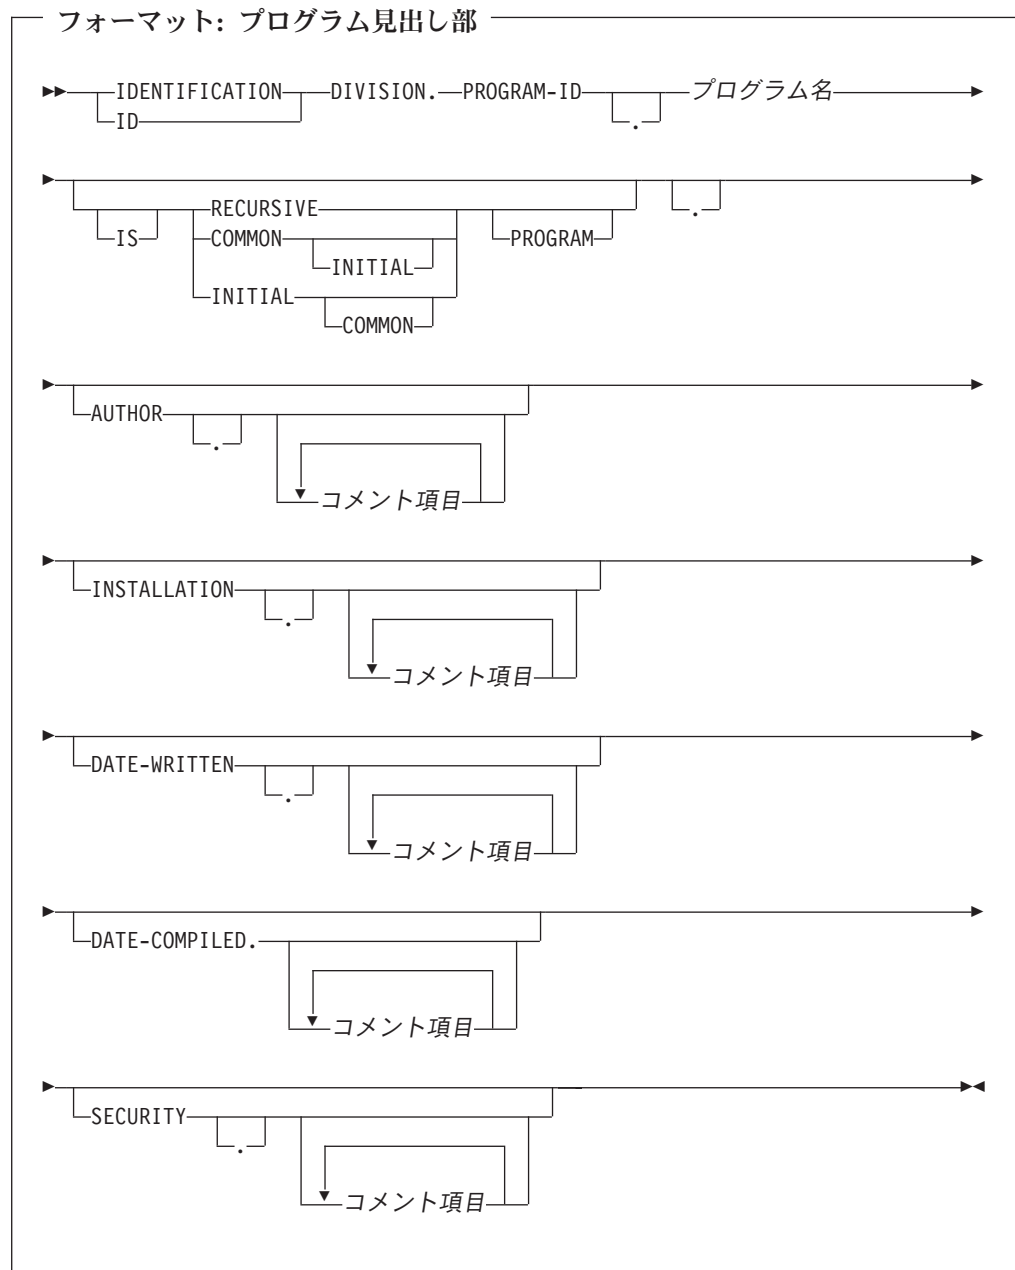 フォーマット: プログラム見出し部
IDENTIFICATION DIVISION. PROGRAM-ID . プログラム名
ID
IS RECURSIVE PROGRAM .
COMMON INITIAL
INITIAL COMMON
AUTHOR .
コメント項目
INSTALLATION .
コメント項目
DATE-WRITTEN .
コメント項目
DATE-COMPILED.
コメント項目
SECURITY .
コメント項目